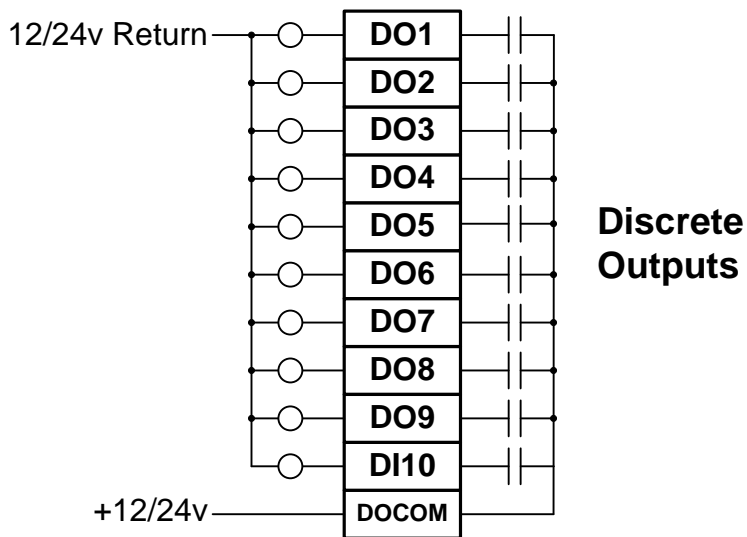 12/24v Return
DO1
DO2
DO3
DO4
DO5
DO6
DO7
DO8
DO9
DI10
+12/24v
DOCOM
Discrete
Outputs